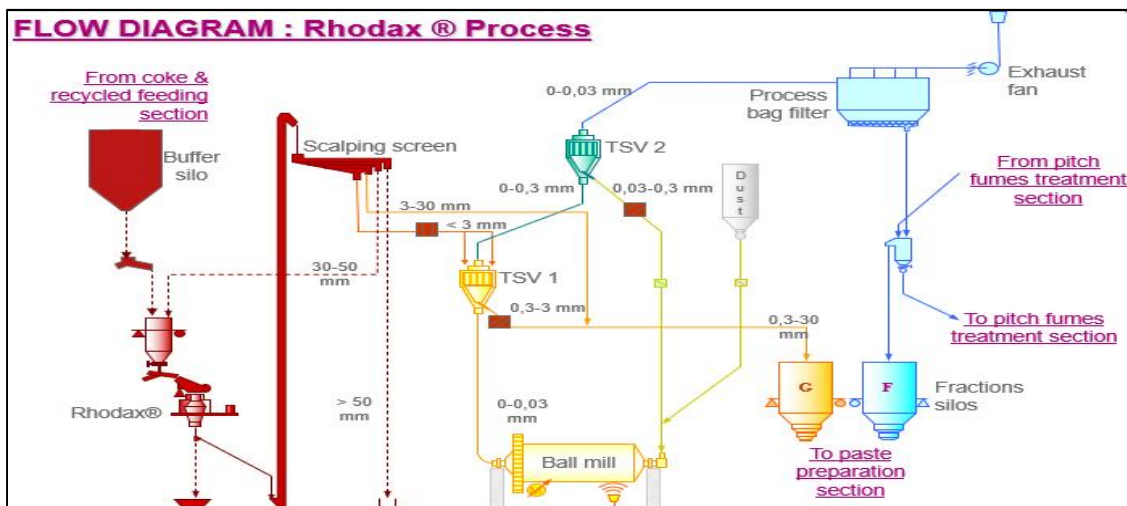 FLOW DIAGRAM : Rhodax ® Process
From coke &
recycled feeding
section
Buffer
silo
Scalping screen
0-0,03 mm
TSV 2
Process
bag filter
Exhaust
fan
0-0,3 mm
0,03-0,3 mm
Dust
From pitch
fumes treatment
section
3-30 mm
< 3 mm
30-50
mm
TSV 1
0,3-3 mm
0,3-30
mm
To pitch fumes
treatment section
Rhodax®
> 50
mm
0-0,03
mm
Ball mill
G
F
Fractions
silos
To paste
preparation
section